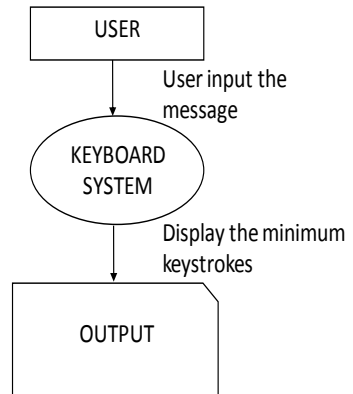 USER
User input the
message
KEYBOARD
SYSTEM
Display the minimum
keystrokes
OUTPUT